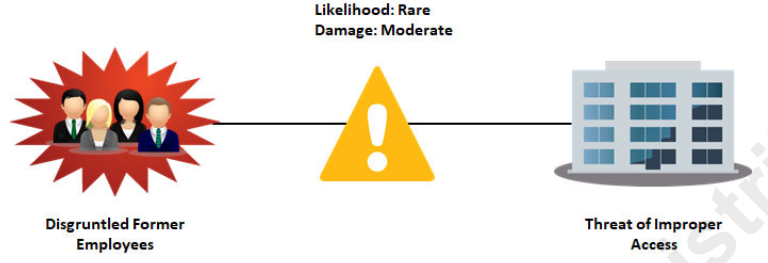 Likelihood: Rare
Damage: Moderate
Disgruntled Former
Employees
Threat of Improper
Access